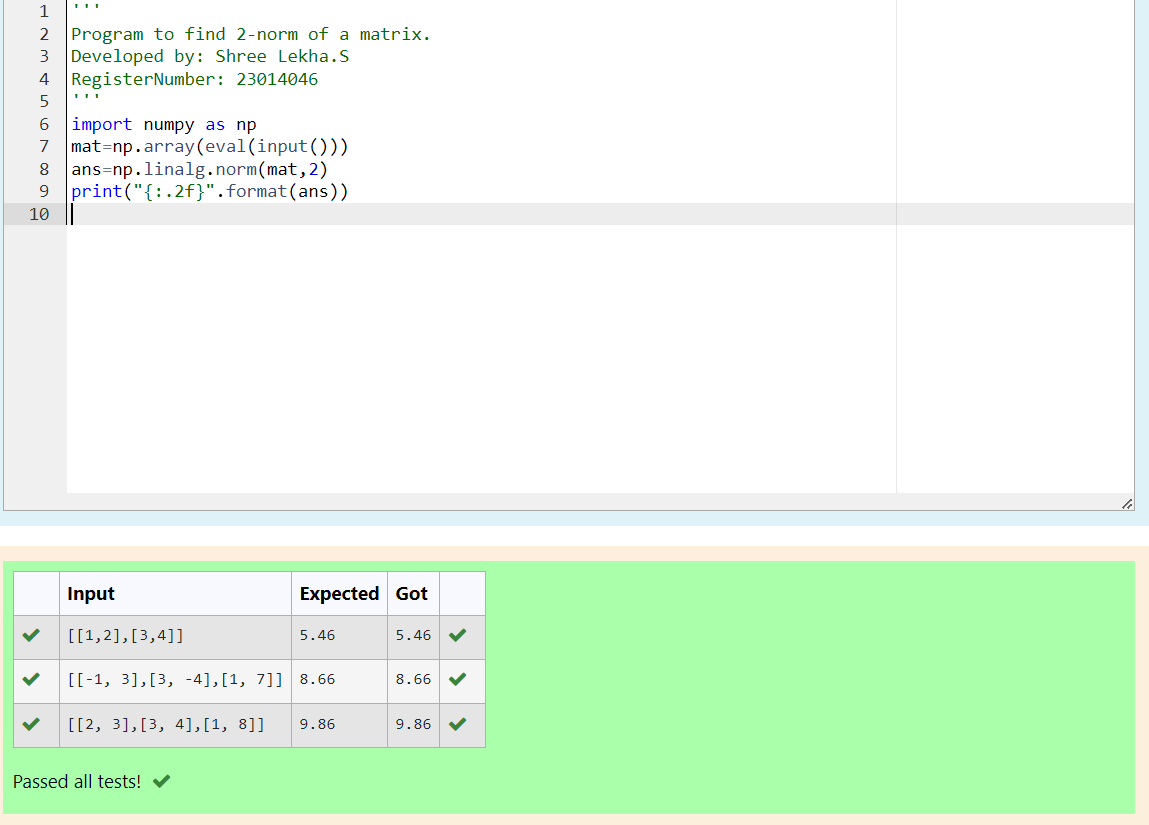 1 '''
2 Program to find 2-norm of a matrix.
3 Developed by: Shree Lekha.S
4 RegisterNumber: 23014046
5 '''
6 import numpy as np
7 mat=np.array(eval(input()))
8 ans=np.linalg.norm(mat,2)
9 print("{:.2f}".format(ans))
10
Input Expected Got
[[1,2],[3,4]] 5.46 5.46
[[-1, 3],[3, -4],[1, 7]] 8.66 8.66
[[2, 3],[3, 4],[1, 8]] 9.86 9.86
Passed all tests!